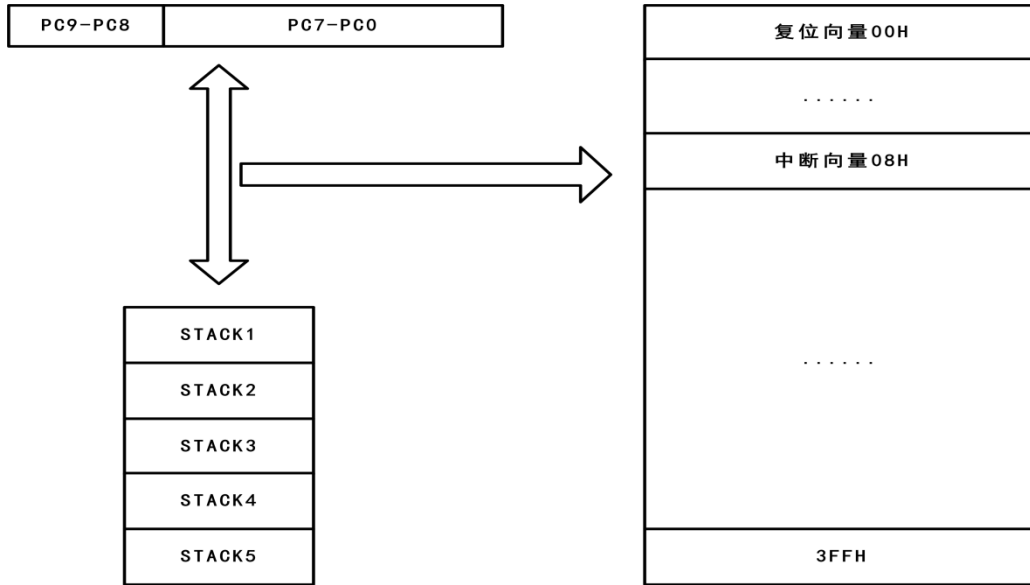 PC9-PC8
PC7-PC0
复位向量00H
......
中断向量08H
......
3FFH
STACK1
STACK2
STACK3
STACK4
STACK5